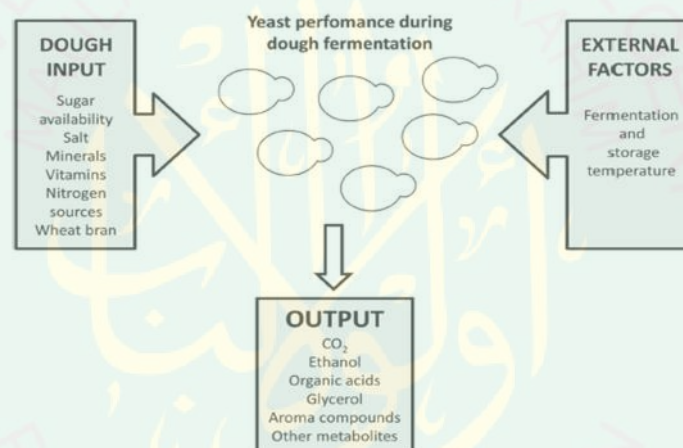 Yeast perfomance during
dough fermentation
DOUGH
INPUT
Sugar
availability
Salt
Minerals
Vitamins
Nitrogen
sources
Wheat bran
EXTERNAL
FACTORS
Fermentation
and
storage
temperature
OUTPUT
CO₂
Ethanol
Organic acids
Glycerol
Aroma compounds
Other metabolites